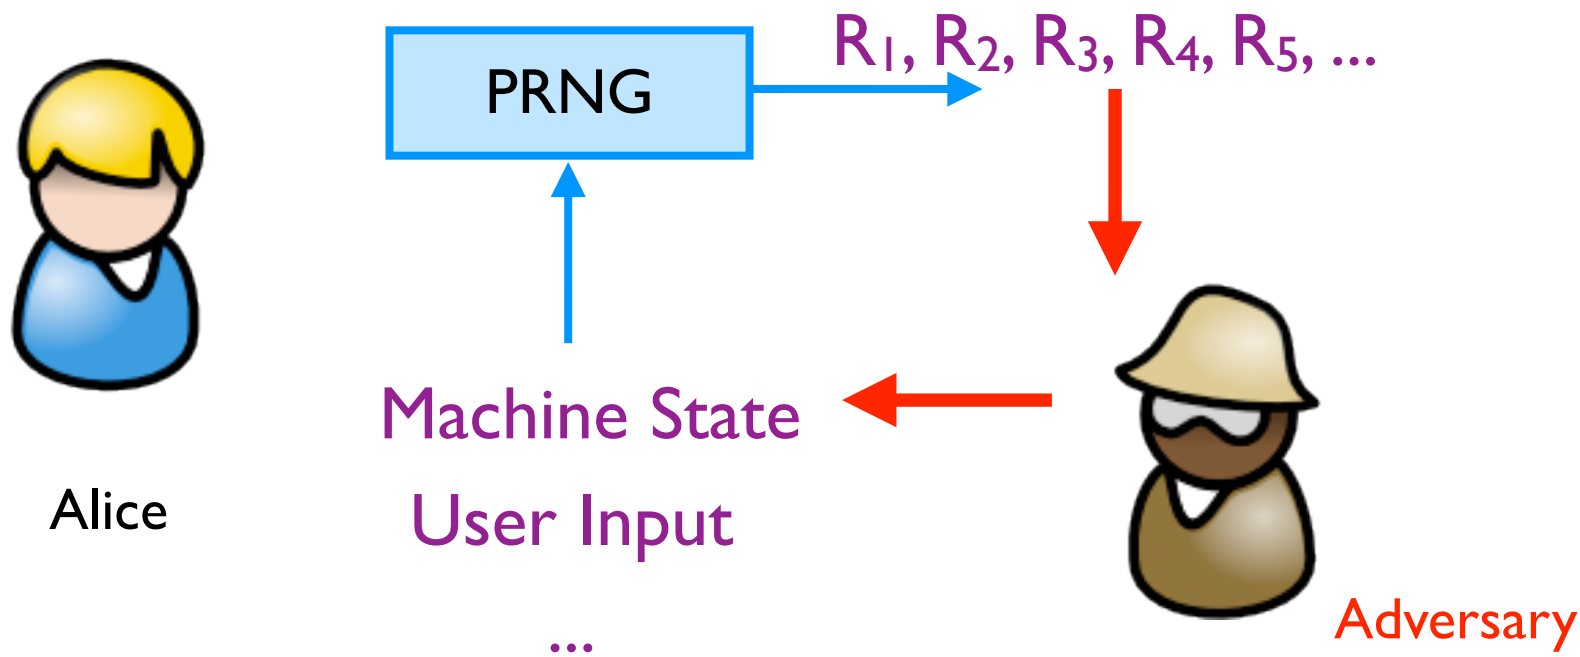 R₁, R₂, R₃, R₄, R₅, ...
PRNG
Machine State
User Input
...
Alice
Adversary